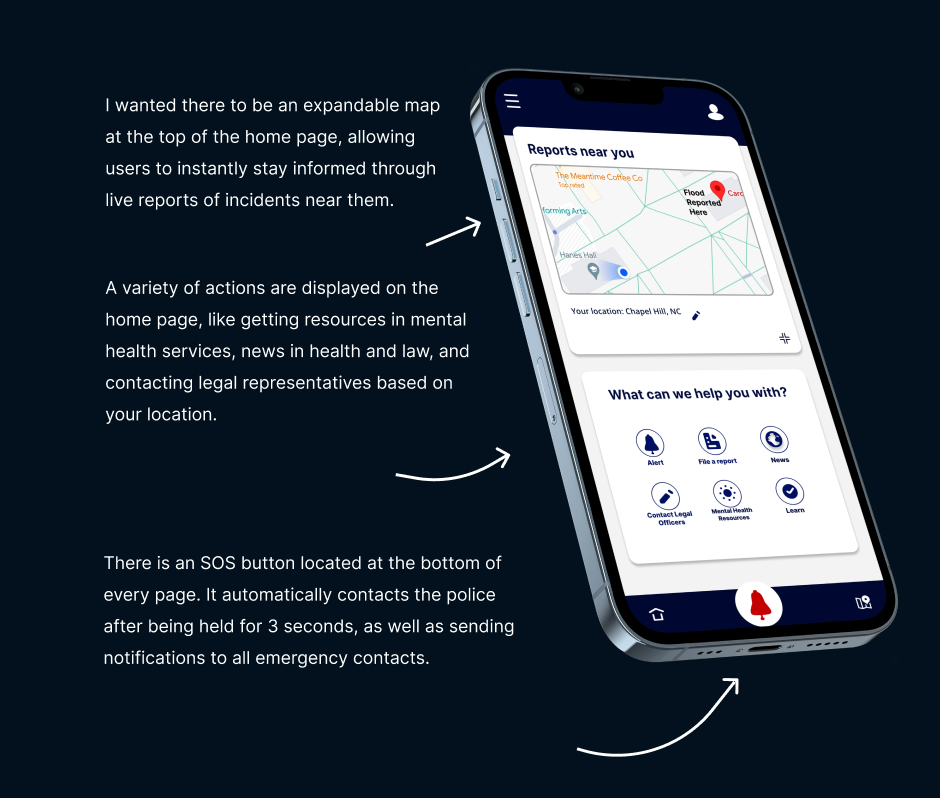 I wanted there to be an expandable map
at the top of the home page, allowing
users to instantly stay informed through
live reports of incidents near them.
A variety of actions are displayed on the
home page, like getting resources in mental
health services, news in health and law, and
contacting legal representatives based on
your location.
There is an SOS button located at the bottom of
every page. It automatically contacts the police
after being held for 3 seconds, as well as sending
notifications to all emergency contacts.
Reports near you
The Meantime Coffee Co
Top rated
Flood
Reported
Here
Card
forming Arts
Hanes Hall
Your location: Chapel Hill, NC
What can we help you with?
Alert
File a report
News
Contact Legal
Officers
Mental Health
Resources
Learn